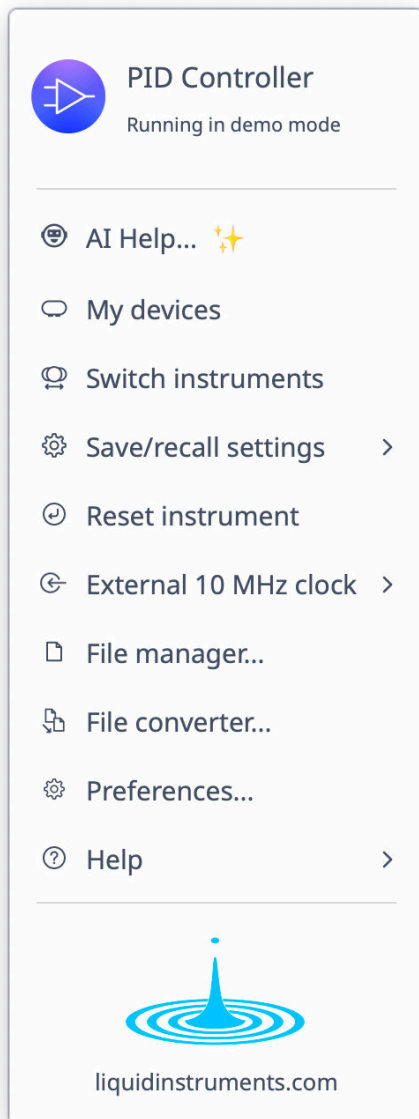 PID Controller
Running in demo mode
AI Help... ✨
My devices
Switch instruments
Save/recall settings
Reset instrument
External 10 MHz clock
File manager...
File converter...
Preferences...
Help
liquidinstruments.com